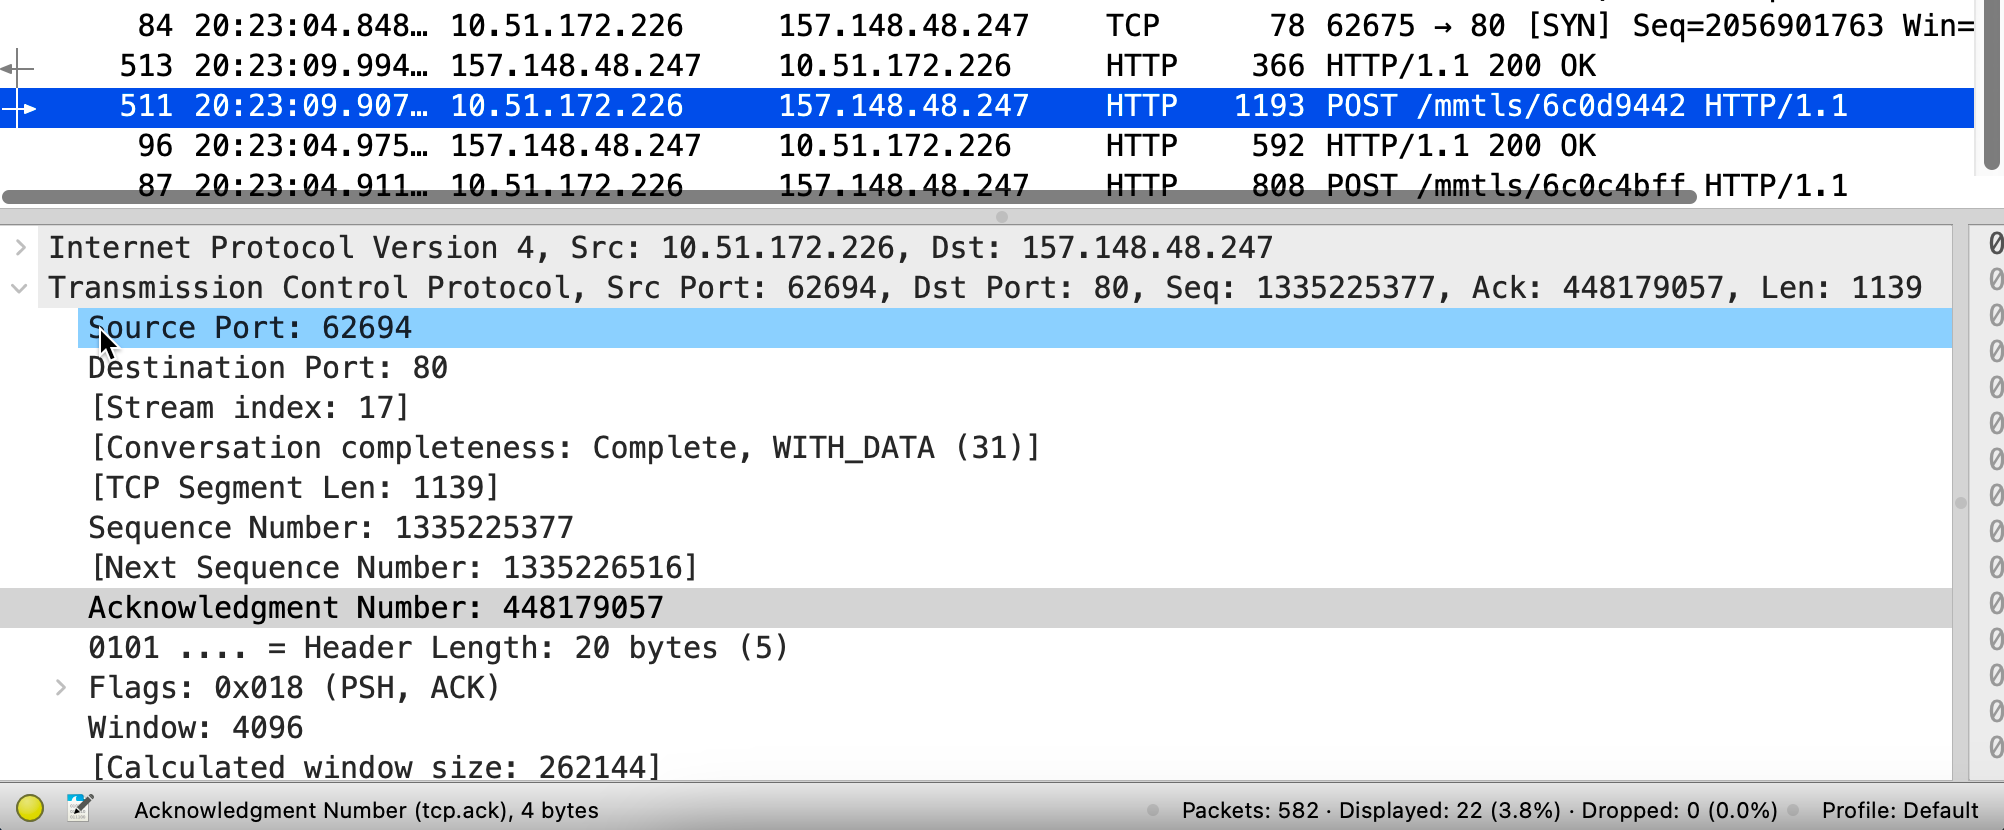 84 20:23:04.848… 10.51.172.226 157.148.48.247 TCP 78 62675 → 80 [SYN] Seq=2056901763 Win=
513 20:23:09.994… 157.148.48.247 10.51.172.226 HTTP 366 HTTP/1.1 200 OK
511 20:23:09.907… 10.51.172.226 157.148.48.247 HTTP 1193 POST /mmtls/6c0d9442 HTTP/1.1
96 20:23:04.975… 157.148.48.247 10.51.172.226 HTTP 592 HTTP/1.1 200 OK
87 20:23:04.911… 10.51.172.226 157.148.48.247 HTTP 808 POST /mmtls/6c0c4bff HTTP/1.1
Internet Protocol Version 4, Src: 10.51.172.226, Dst: 157.148.48.247
Transmission Control Protocol, Src Port: 62694, Dst Port: 80, Seq: 1335225377, Ack: 448179057, Len: 1139
Source Port: 62694
Destination Port: 80
[Stream index: 17]
[Conversation completeness: Complete, WITH_DATA (31)]
[TCP Segment Len: 1139]
Sequence Number: 1335225377
[Next Sequence Number: 1335226516]
Acknowledgment Number: 448179057
0101 .... = Header Length: 20 bytes (5)
Flags: 0x018 (PSH, ACK)
Window: 4096
[Calculated window size: 262144]
Acknowledgment Number (tcp.ack), 4 bytes
Packets: 582 · Displayed: 22 (3.8%) · Dropped: 0 (0.0%)
Profile: Default